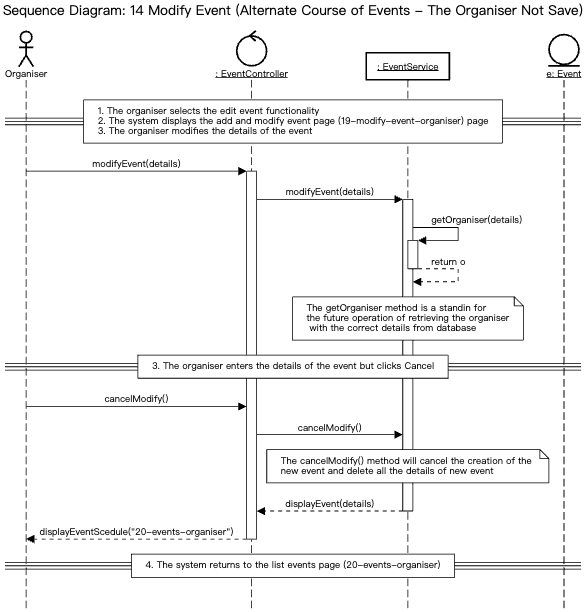 Sequence Diagram: 14 Modify Event (Alternate Course of Events - The Organiser Not Save)
Organiser
: EventController
: EventService
e: Event
1. The organiser selects the edit event functionality
2. The system displays the add and modify event page (19-modify-event-organiser) page
3. The organiser modifies the details of the event
modifyEvent(details)
modifyEvent(details)
getOrganiser(details)
return o
The getOrganiser method is a standin for
the future operation of retrieving the organiser
with the correct details from database
3. The organiser enters the details of the event but clicks Cancel
cancelModify()
cancelModify()
The cancelModify() method will cancel the creation of the
new event and delete all the details of new event
displayEvent(details)
displayEventScedule("20-events-organiser")
4. The system returns to the list events page (20-events-organiser)